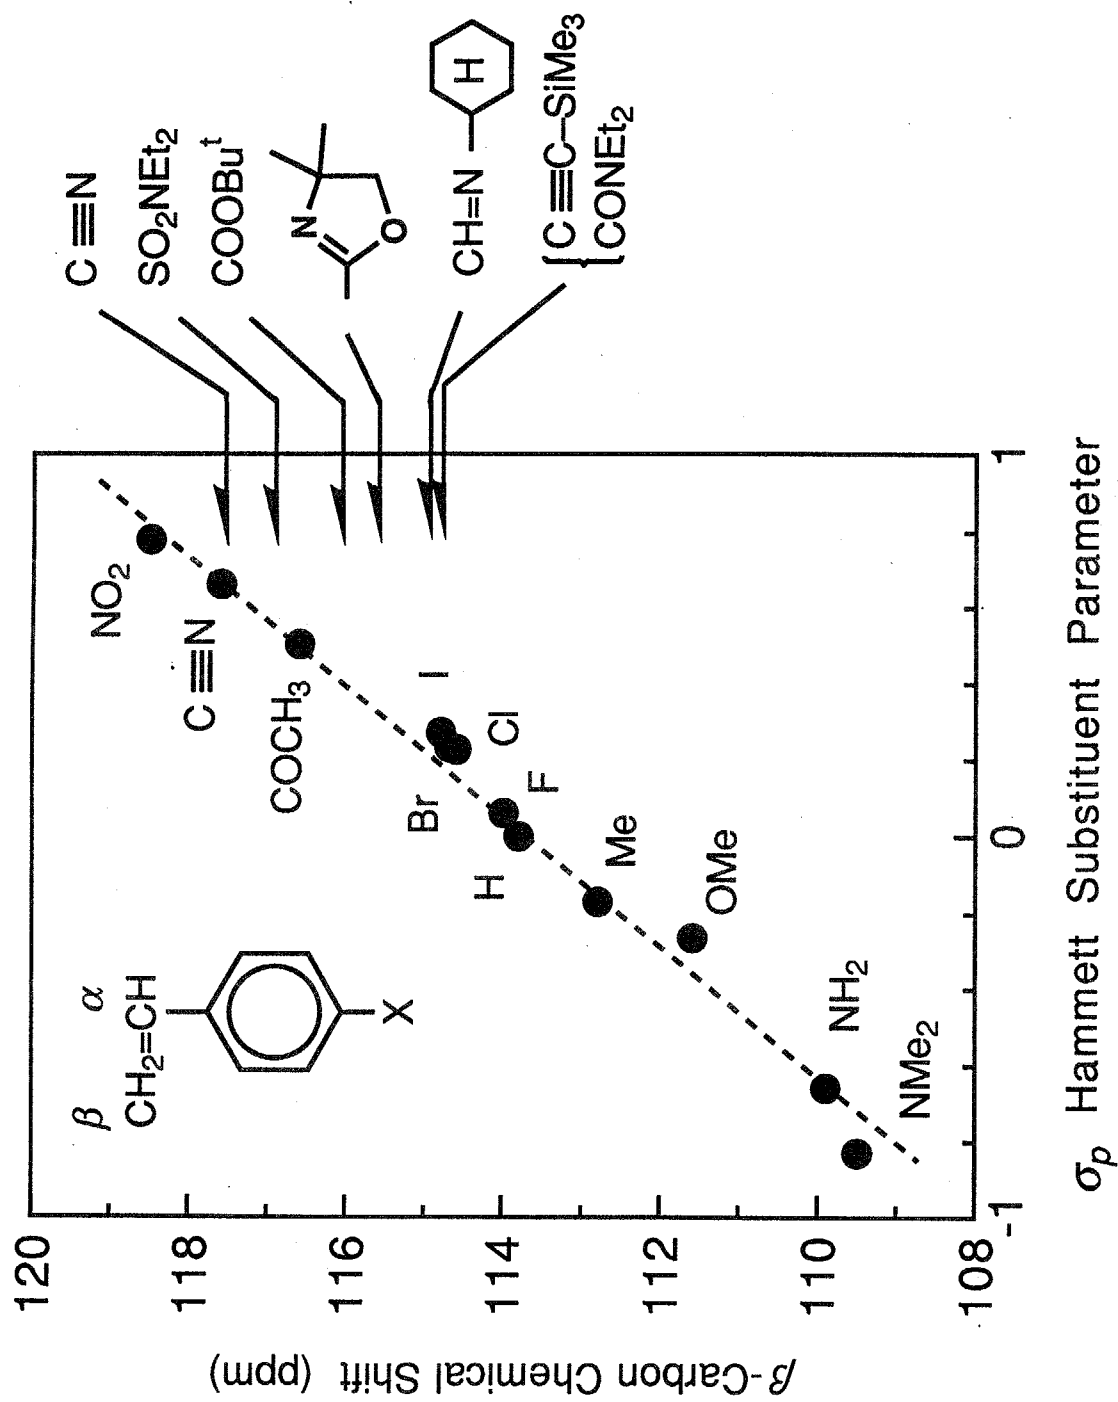 β-Carbon Chemical Shift (ppm)
120
118
116
114
112
110
108
-1
0
1
σp Hammett Substituent Parameter
β α
CH2=CH
X
NO2
C≡N
COCH3
Br
I
Cl
F
H
Me
OMe
NH2
NMe2
C≡N
SO2NEt2
COOBu^t
N
O
CH=N
H
C≡C–SiMe3
CONEt2